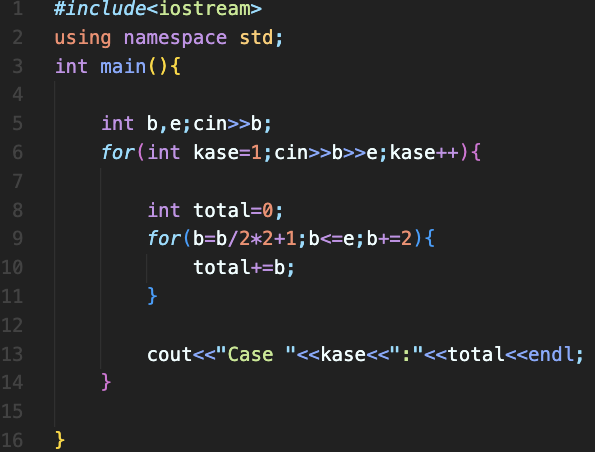 1 #include<iostream>
2 using namespace std;
3 int main(){
4
5 int b,e;cin>>b;
6 for(int kase=1;cin>>b>>e;kase++){
7
8 int total=0;
9 for(b=b/2*2+1;b<=e;b+=2){
10 total+=b;
11 }
12
13 cout<<"Case "<<kase<<":"<<total<<endl;
14 }
15
16 }